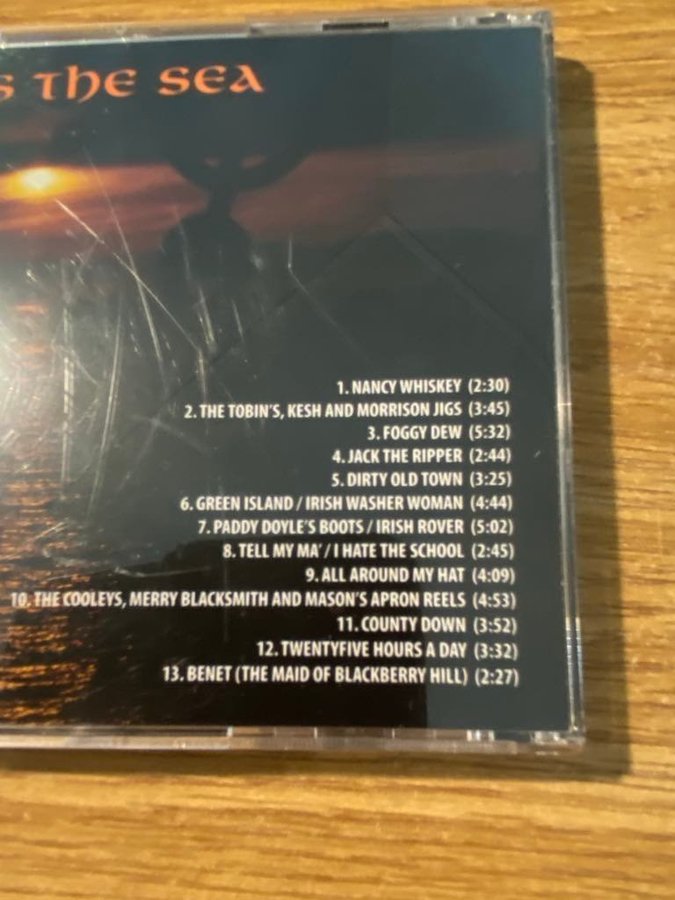 S THE SEA
1. NANCY WHISKEY (2:30)
2. THE TOBIN'S, KESH AND MORRISON JIGS (3:45)
3. FOGGY DEW (5:32)
4. JACK THE RIPPER (2:44)
5. DIRTY OLD TOWN (3:25)
6. GREEN ISLAND / IRISH WASHER WOMAN (4:44)
7. PADDY DOYLE'S BOOTS / IRISH ROVER (5:02)
8. TELL MY MA' / I HATE THE SCHOOL (2:45)
9. ALL AROUND MY HAT (4:09)
10. THE COOLEYS, MERRY BLACKSMITH AND MASON'S APRON REELS (4:53)
11. COUNTY DOWN (3:52)
12. TWENTYFIVE HOURS A DAY (3:32)
13. BENET (THE MAID OF BLACKBERRY HILL) (2:27)